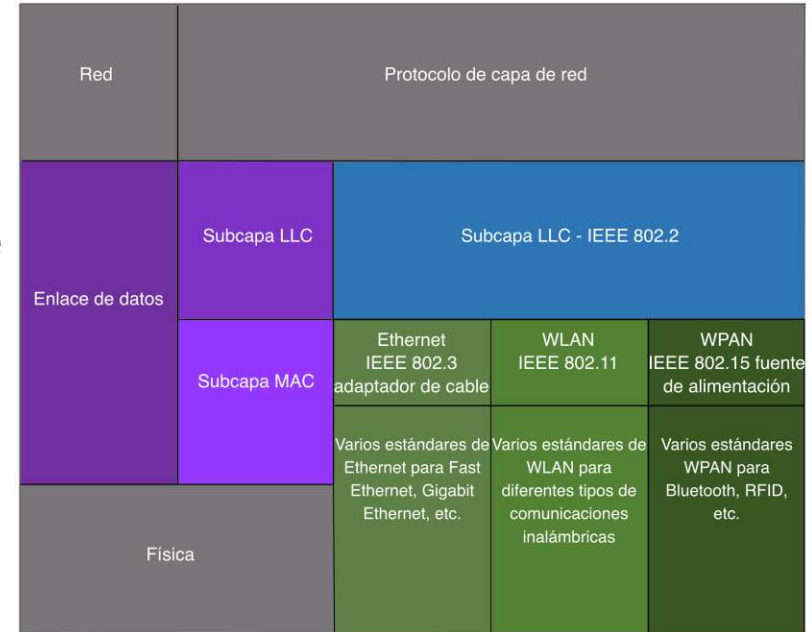 Red
Protocolo de capa de red
Enlace de datos
Subcapa LLC
Subcapa LLC - IEEE 802.2
Subcapa MAC
Ethernet
IEEE 802.3
adaptador de cable
WLAN
IEEE 802.11
WPAN
IEEE 802.15 fuente
de alimentación
Varios estándares de
Ethernet para Fast
Ethernet, Gigabit
Ethernet, etc.
Varios estándares de
WLAN para
diferentes tipos de
comunicaciones
inalámbricas
Varios estándares
WPAN para
Bluetooth, RFID,
etc.
Física